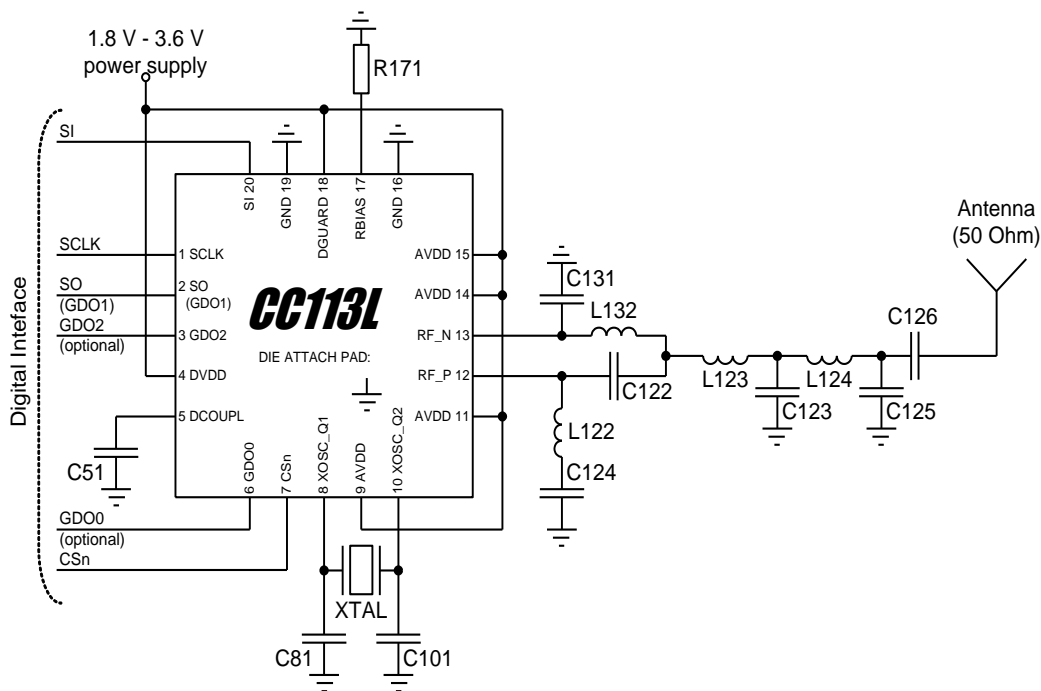 1.8 V - 3.6 V
power supply
R171
SI
SI 20
GND 19
DGUARD 18
RBIAS 17
GND 16
Antenna
(50 Ohm)
SCLK
1 SCLK
AVDD 15
SO
(GDO1)
2 SO
(GDO1)
CC113L
AVDD 14
C131
L132
C126
GDO2
(optional)
3 GDO2
RF_N 13
DIE ATTACH PAD:
4 DVDD
RF_P 12
C122
L123
L124
C123
C125
Digital Inteface
5 DCOUPL
AVDD 11
L122
C51
C124
6 GDO0
7 CSn
8 XOSC_Q1
9 AVDD
10 XOSC_Q2
GDO0
(optional)
CSn
XTAL
C81
C101